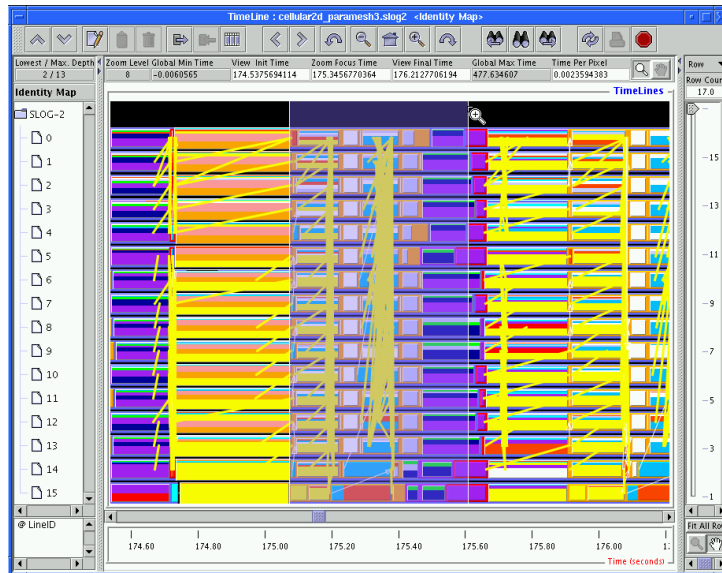 TimeLine : cellular2d_paramesh3.slog2 <Identity Map>
Lowest / Max. Depth
2 / 13
Zoom Level
8
Global Min Time
-0.0060565
View Init Time
174.5375694114
Zoom Focus Time
175.3456770364
View Final Time
176.2127706194
Global Max Time
477.634607
Time Per Pixel
0.0023594383
Row
Row Coun
17.0
Identity Map
TimeLines
SLOG-2
0
1
2
3
4
5
6
7
8
9
10
11
12
13
14
15
15
13
11
9
7
5
3
1
@ LineID
Fit All Ro
174.60
174.80
175.00
175.20
175.40
175.60
175.80
176.00
Time (seconds)